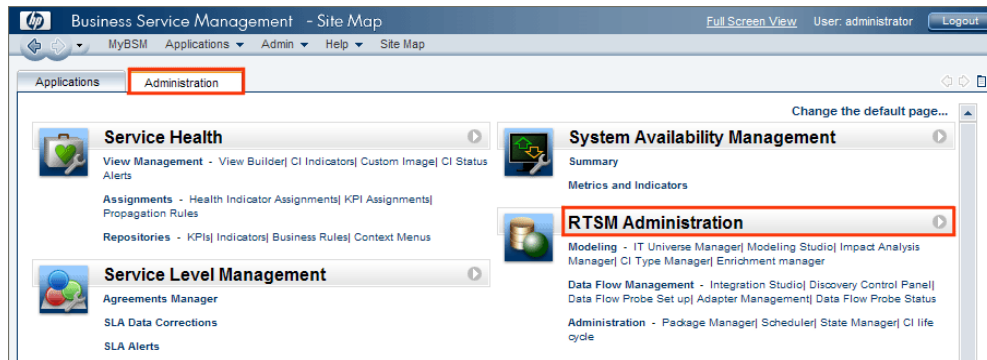 hp Business Service Management - Site Map
Full Screen View User: administrator Logout
MyBSM Applications Admin Help Site Map
Applications Administration
Change the default page...
Service Health
View Management - View Builder| CI Indicators| Custom Image| CI Status
Alerts
Assignments - Health Indicator Assignments| KPI Assignments|
Propagation Rules
Repositories - KPIs| Indicators| Business Rules| Context Menus
Service Level Management
Agreements Manager
SLA Data Corrections
SLA Alerts
System Availability Management
Summary
Metrics and Indicators
RTSM Administration
Modeling - IT Universe Manager| Modeling Studio| Impact Analysis
Manager| CI Type Manager| Enrichment manager
Data Flow Management - Integration Studio| Discovery Control Panel|
Data Flow Probe Set up| Adapter Management| Data Flow Probe Status
Administration - Package Manager| Scheduler| State Manager| CI life
cycle